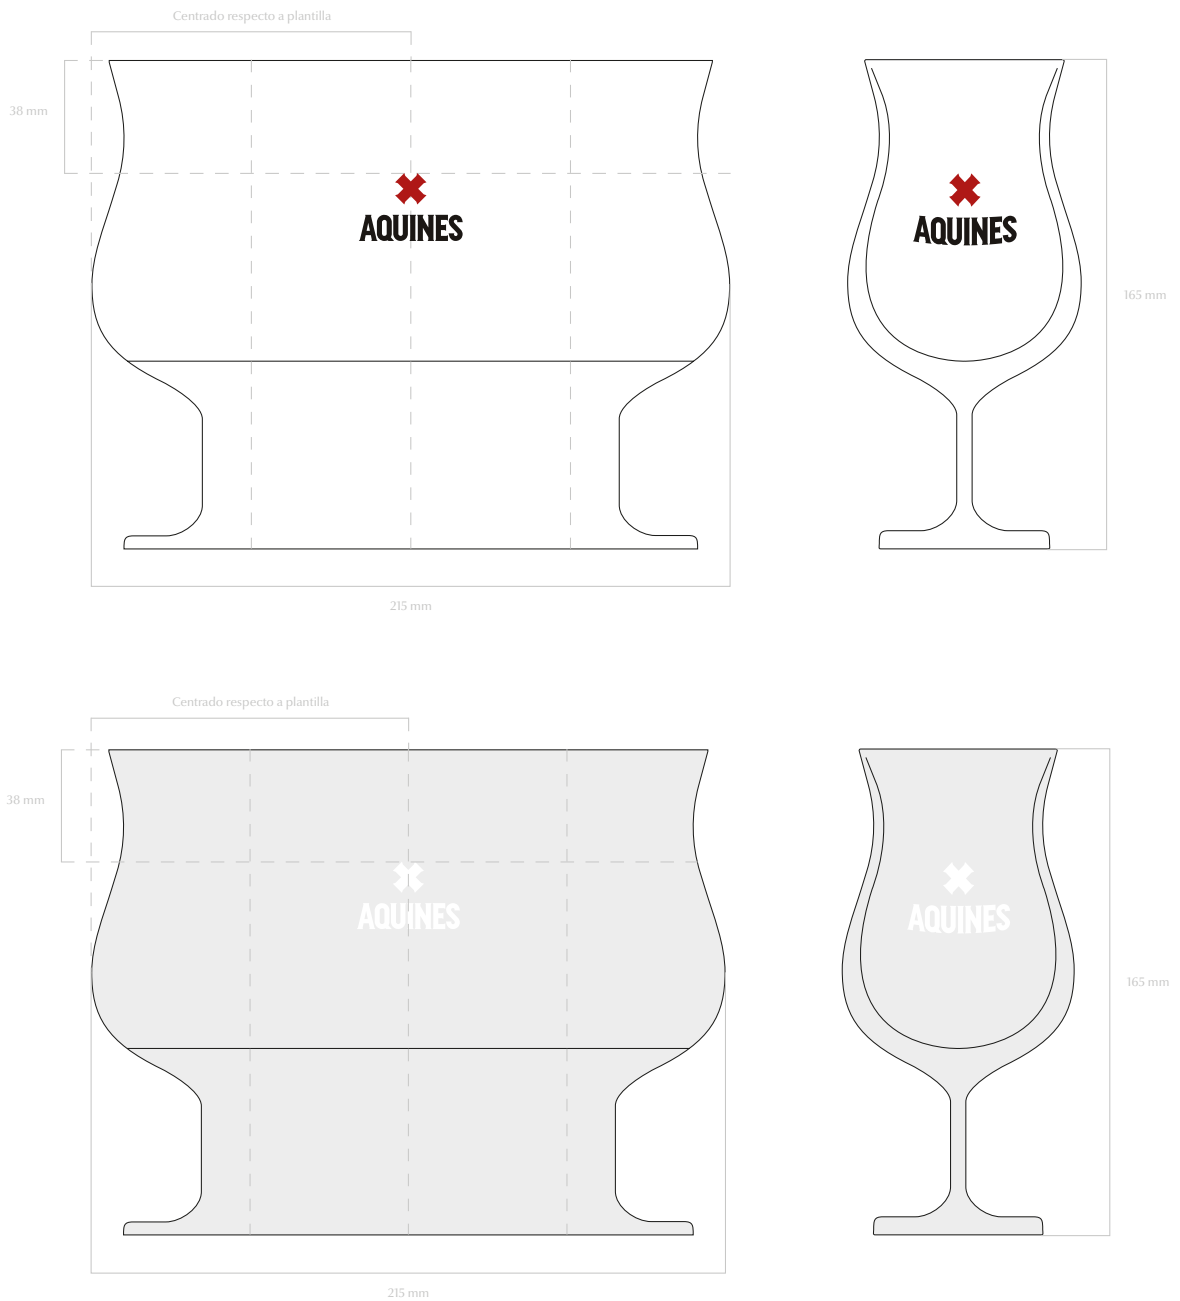 Centrado respecto a plantilla
38 mm
AQUINES
AQUINES
165 mm
215 mm
Centrado respecto a plantilla
38 mm
AQUINES
AQUINES
165 mm
215 mm